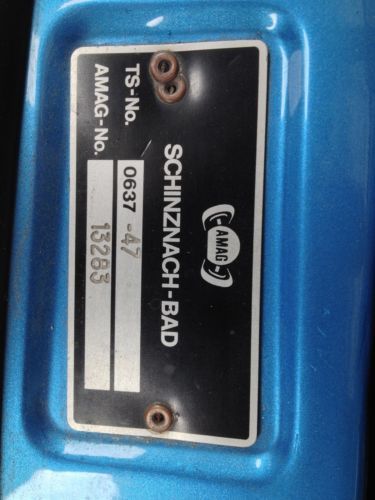 AMAG
SCHINZNACH-BAD
TS-No. 0637 -47
AMAG-No. 13283